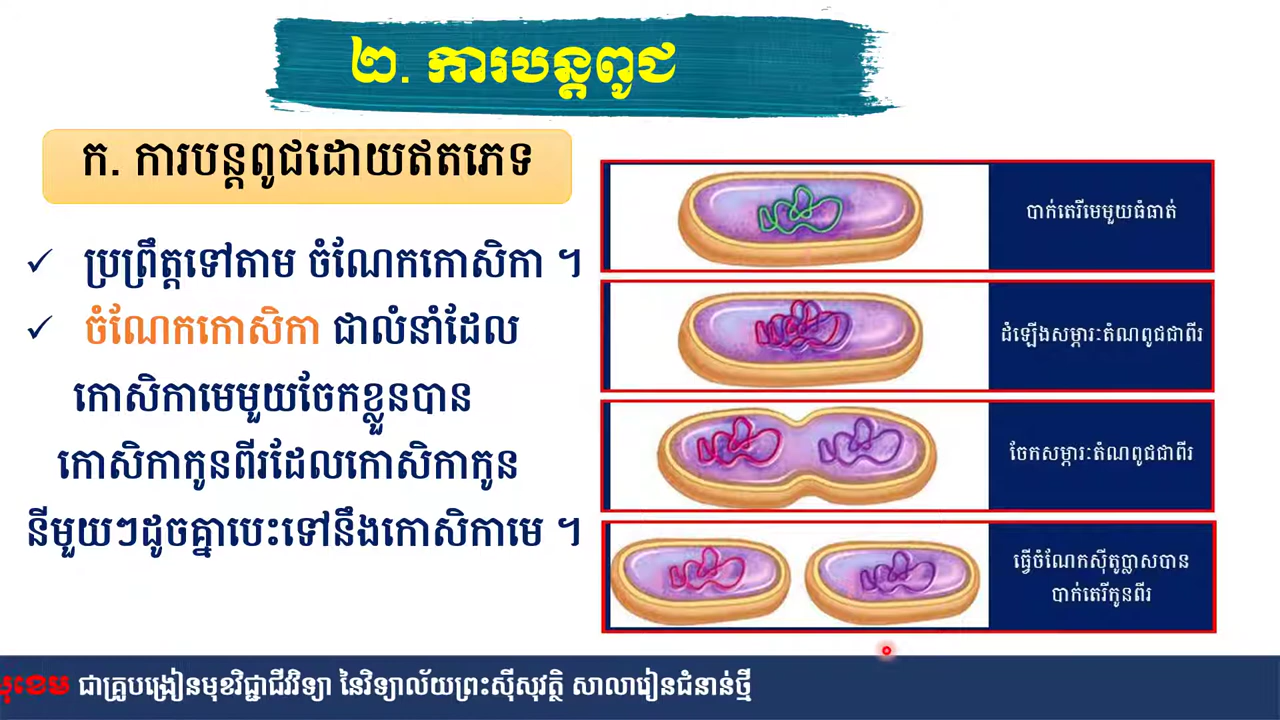 ២. ការបន្តពូជ
ក. ការបន្តពូជដោយឥតភេទ
✓ ប្រព្រឹត្តទៅតាម ចំណែកកោសិកា ។
✓ ចំណែកកោសិកា ជាលំនាំដែល
កោសិកាមេមួយចែកខ្លួនបាន
កោសិកាកូនពីរដែលកោសិកាកូន
នីមួយៗដូចគ្នាបេះទៅនឹងកោសិកាមេ ។
បាក់តេរីមេមួយធំធាត់
ដំឡើងសម្ភារៈតំណពូជជាពីរ
ចែកសម្ភារៈតំណពូជជាពីរ
ធ្វើចំណែកស៊ីតូប្លាសបាន
បាក់តេរីកូនពីរ
សុខេម ជាគ្រូបង្រៀនមុខវិជ្ជាជីវវិទ្យា នៃវិទ្យាល័យព្រះស៊ីសុវត្ថិ សាលារៀនជំនាន់ថ្មី